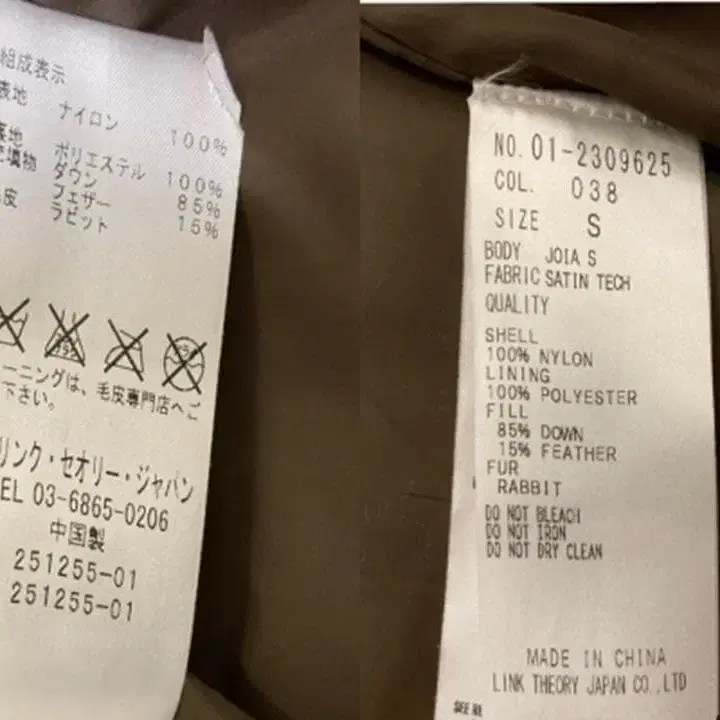 組成表示
表地 ナイロン 100%
裏地 ポリエステル 100%
充填物 ダウン 85%
フェザー 15%
毛皮 ラビット
ーニングは、毛皮専門店へご
下さい。
リンク・セオリー・ジャパン
TEL 03-6865-0206
中国製
251255-01
251255-01
NO. 01-2309625
COL. 038
SIZE S
BODY JOIA S
FABRIC SATIN TECH
QUALITY
SHELL
100% NYLON
LINING
100% POLYESTER
FILL
85% DOWN
15% FEATHER
FUR
RABBIT
DO NOT BLEACH
DO NOT IRON
DO NOT DRY CLEAN
MADE IN CHINA
LINK THEORY JAPAN CO.,LTD
SEE RE